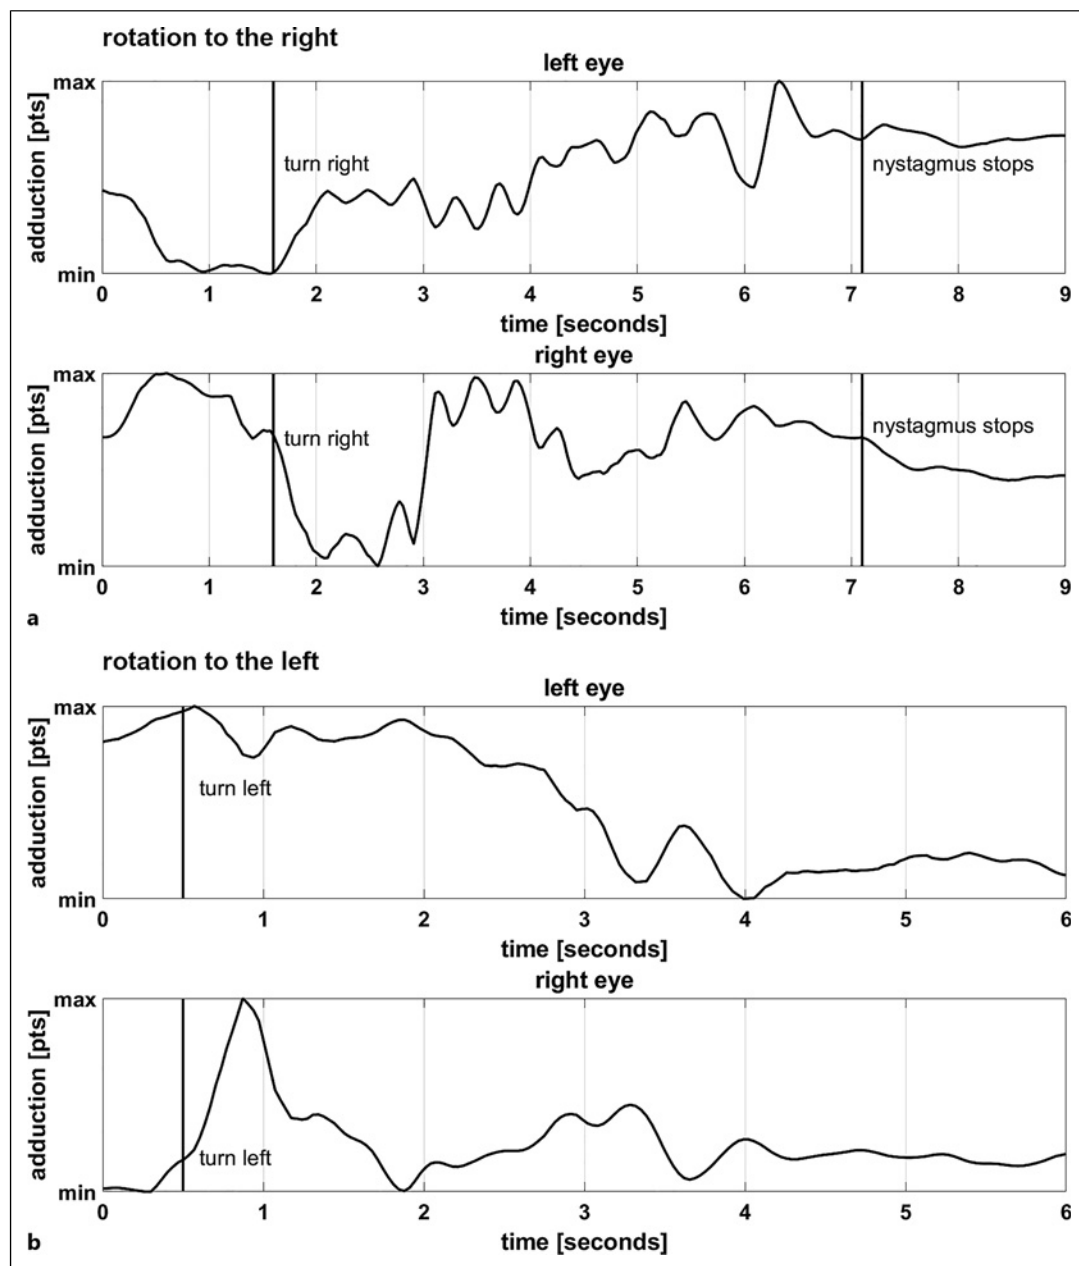 rotation to the right
left eye
max
adduction [pts]
turn right
nystagmus stops
min
0 1 2 3 4 5 6 7 8 9
time [seconds]
right eye
max
adduction [pts]
turn right
nystagmus stops
min
0 1 2 3 4 5 6 7 8 9
time [seconds]
a
rotation to the left
left eye
max
adduction [pts]
turn left
min
0 1 2 3 4 5 6
time [seconds]
right eye
max
adduction [pts]
turn left
min
0 1 2 3 4 5 6
time [seconds]
b